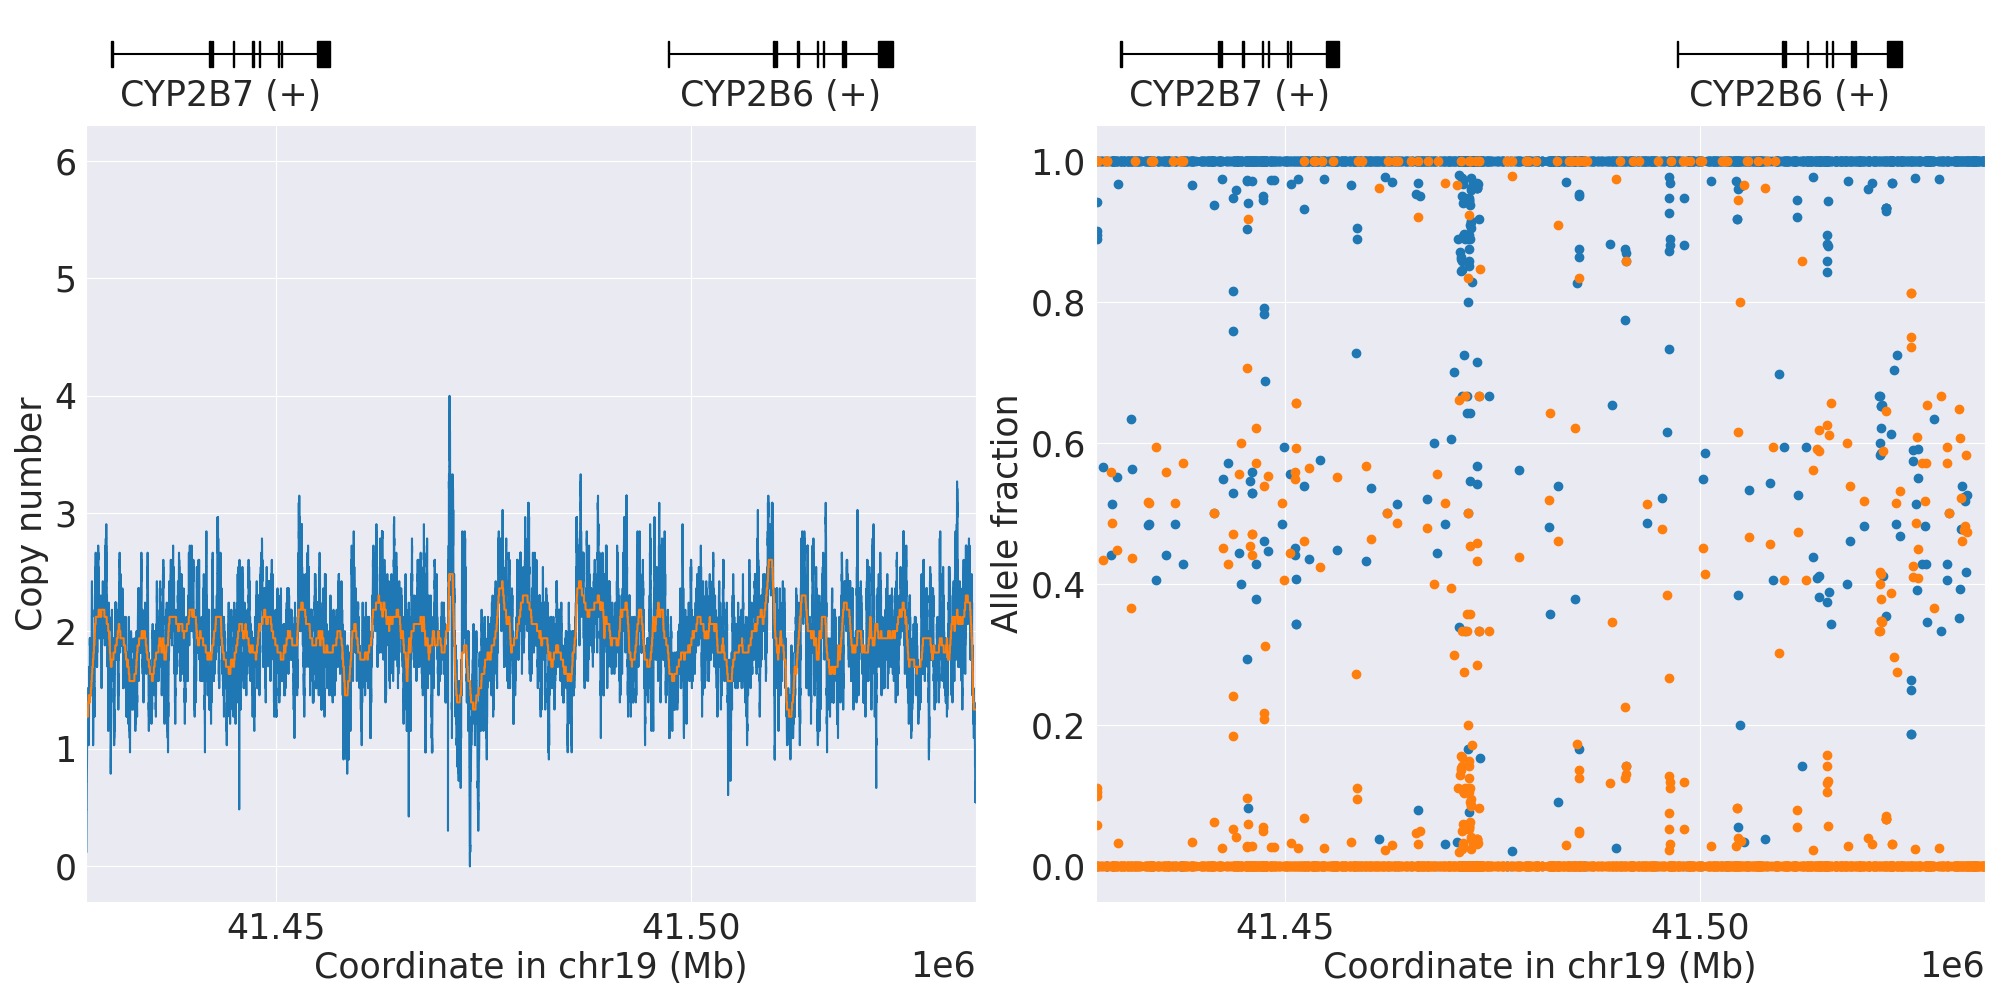 CYP2B7 (+)
CYP2B6 (+)
CYP2B7 (+)
CYP2B6 (+)
6
5
4
3
2
1
0
Copy number
41.45
41.50
Coordinate in chr19 (Mb)
1e6
1.0
0.8
0.6
0.4
0.2
0.0
Allele fraction
41.45
41.50
Coordinate in chr19 (Mb)
1e6